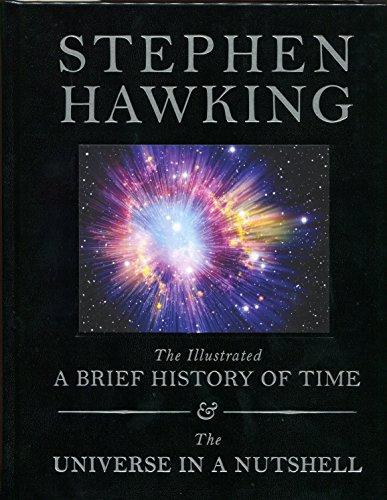 STEPHEN
HAWKING
The Illustrated
A BRIEF HISTORY OF TIME
&
The
UNIVERSE IN A NUTSHELL